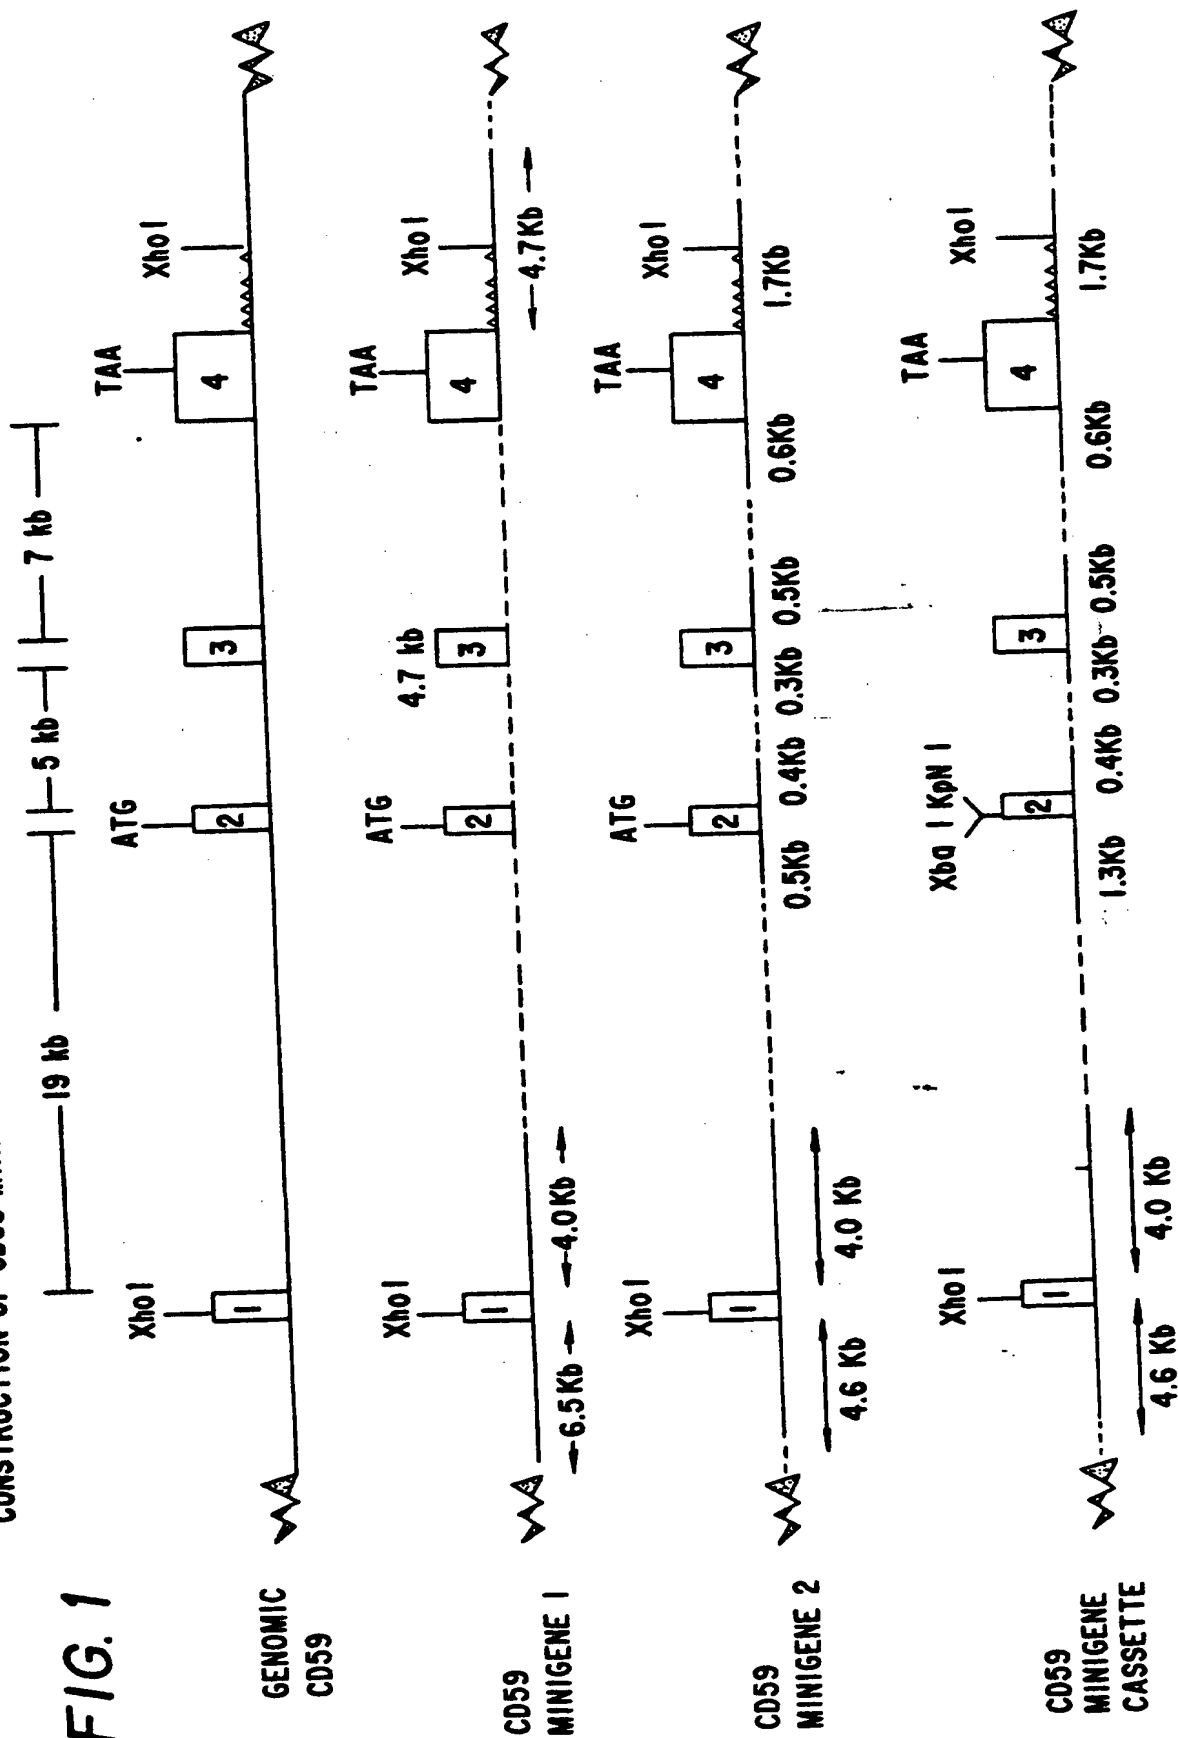 FIG. 1
CONSTRUCTION OF
19 kb
5 kb
7 kb
GENOMIC
CD59
XhoI
1
ATG
2
3
TAA
4
XhoI
CD59
MINIGENE 1
XhoI
1
ATG
2
4.7 kb
3
TAA
4
XhoI
6.5Kb
4.0Kb
4.7Kb
CD59
MINIGENE 2
XhoI
1
ATG
2
3
TAA
4
XhoI
4.6 Kb
4.0 Kb
0.5Kb
0.4Kb
0.3Kb
0.5Kb
0.6Kb
1.7Kb
CD59
MINIGENE
CASSETTE
XhoI
1
Xba I KpN I
2
3
TAA
4
XhoI
4.6 Kb
4.0 Kb
1.3Kb
0.4Kb
0.3Kb
0.5Kb
0.6Kb
1.7Kb